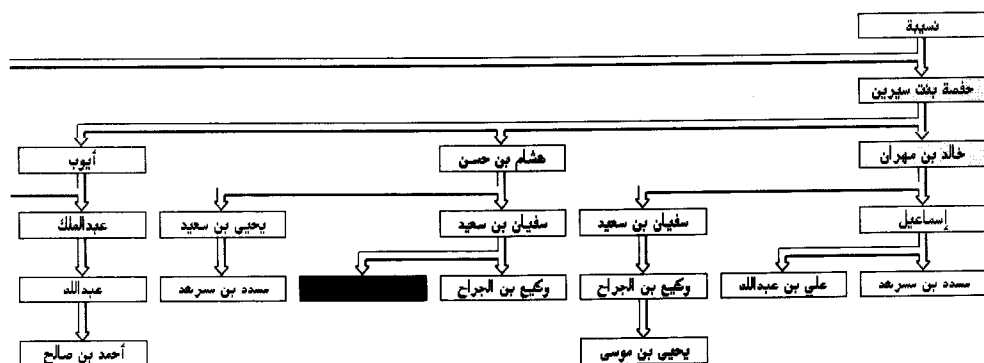 نسيبة
حفصة بنت سيرين
خالد بن مهران
هشام بن حسن
أيوب
إسماعيل
سفيان بن سعيد
سفيان بن سعيد
يحيى بن سعيد
عبدالملك
مسدد بن مسرهد
علي بن عبدالله
وكيع بن الجراح
وكيع بن الجراح
مسدد بن مسرهد
عبدالله
يحيى بن موسى
أحمد بن صالح